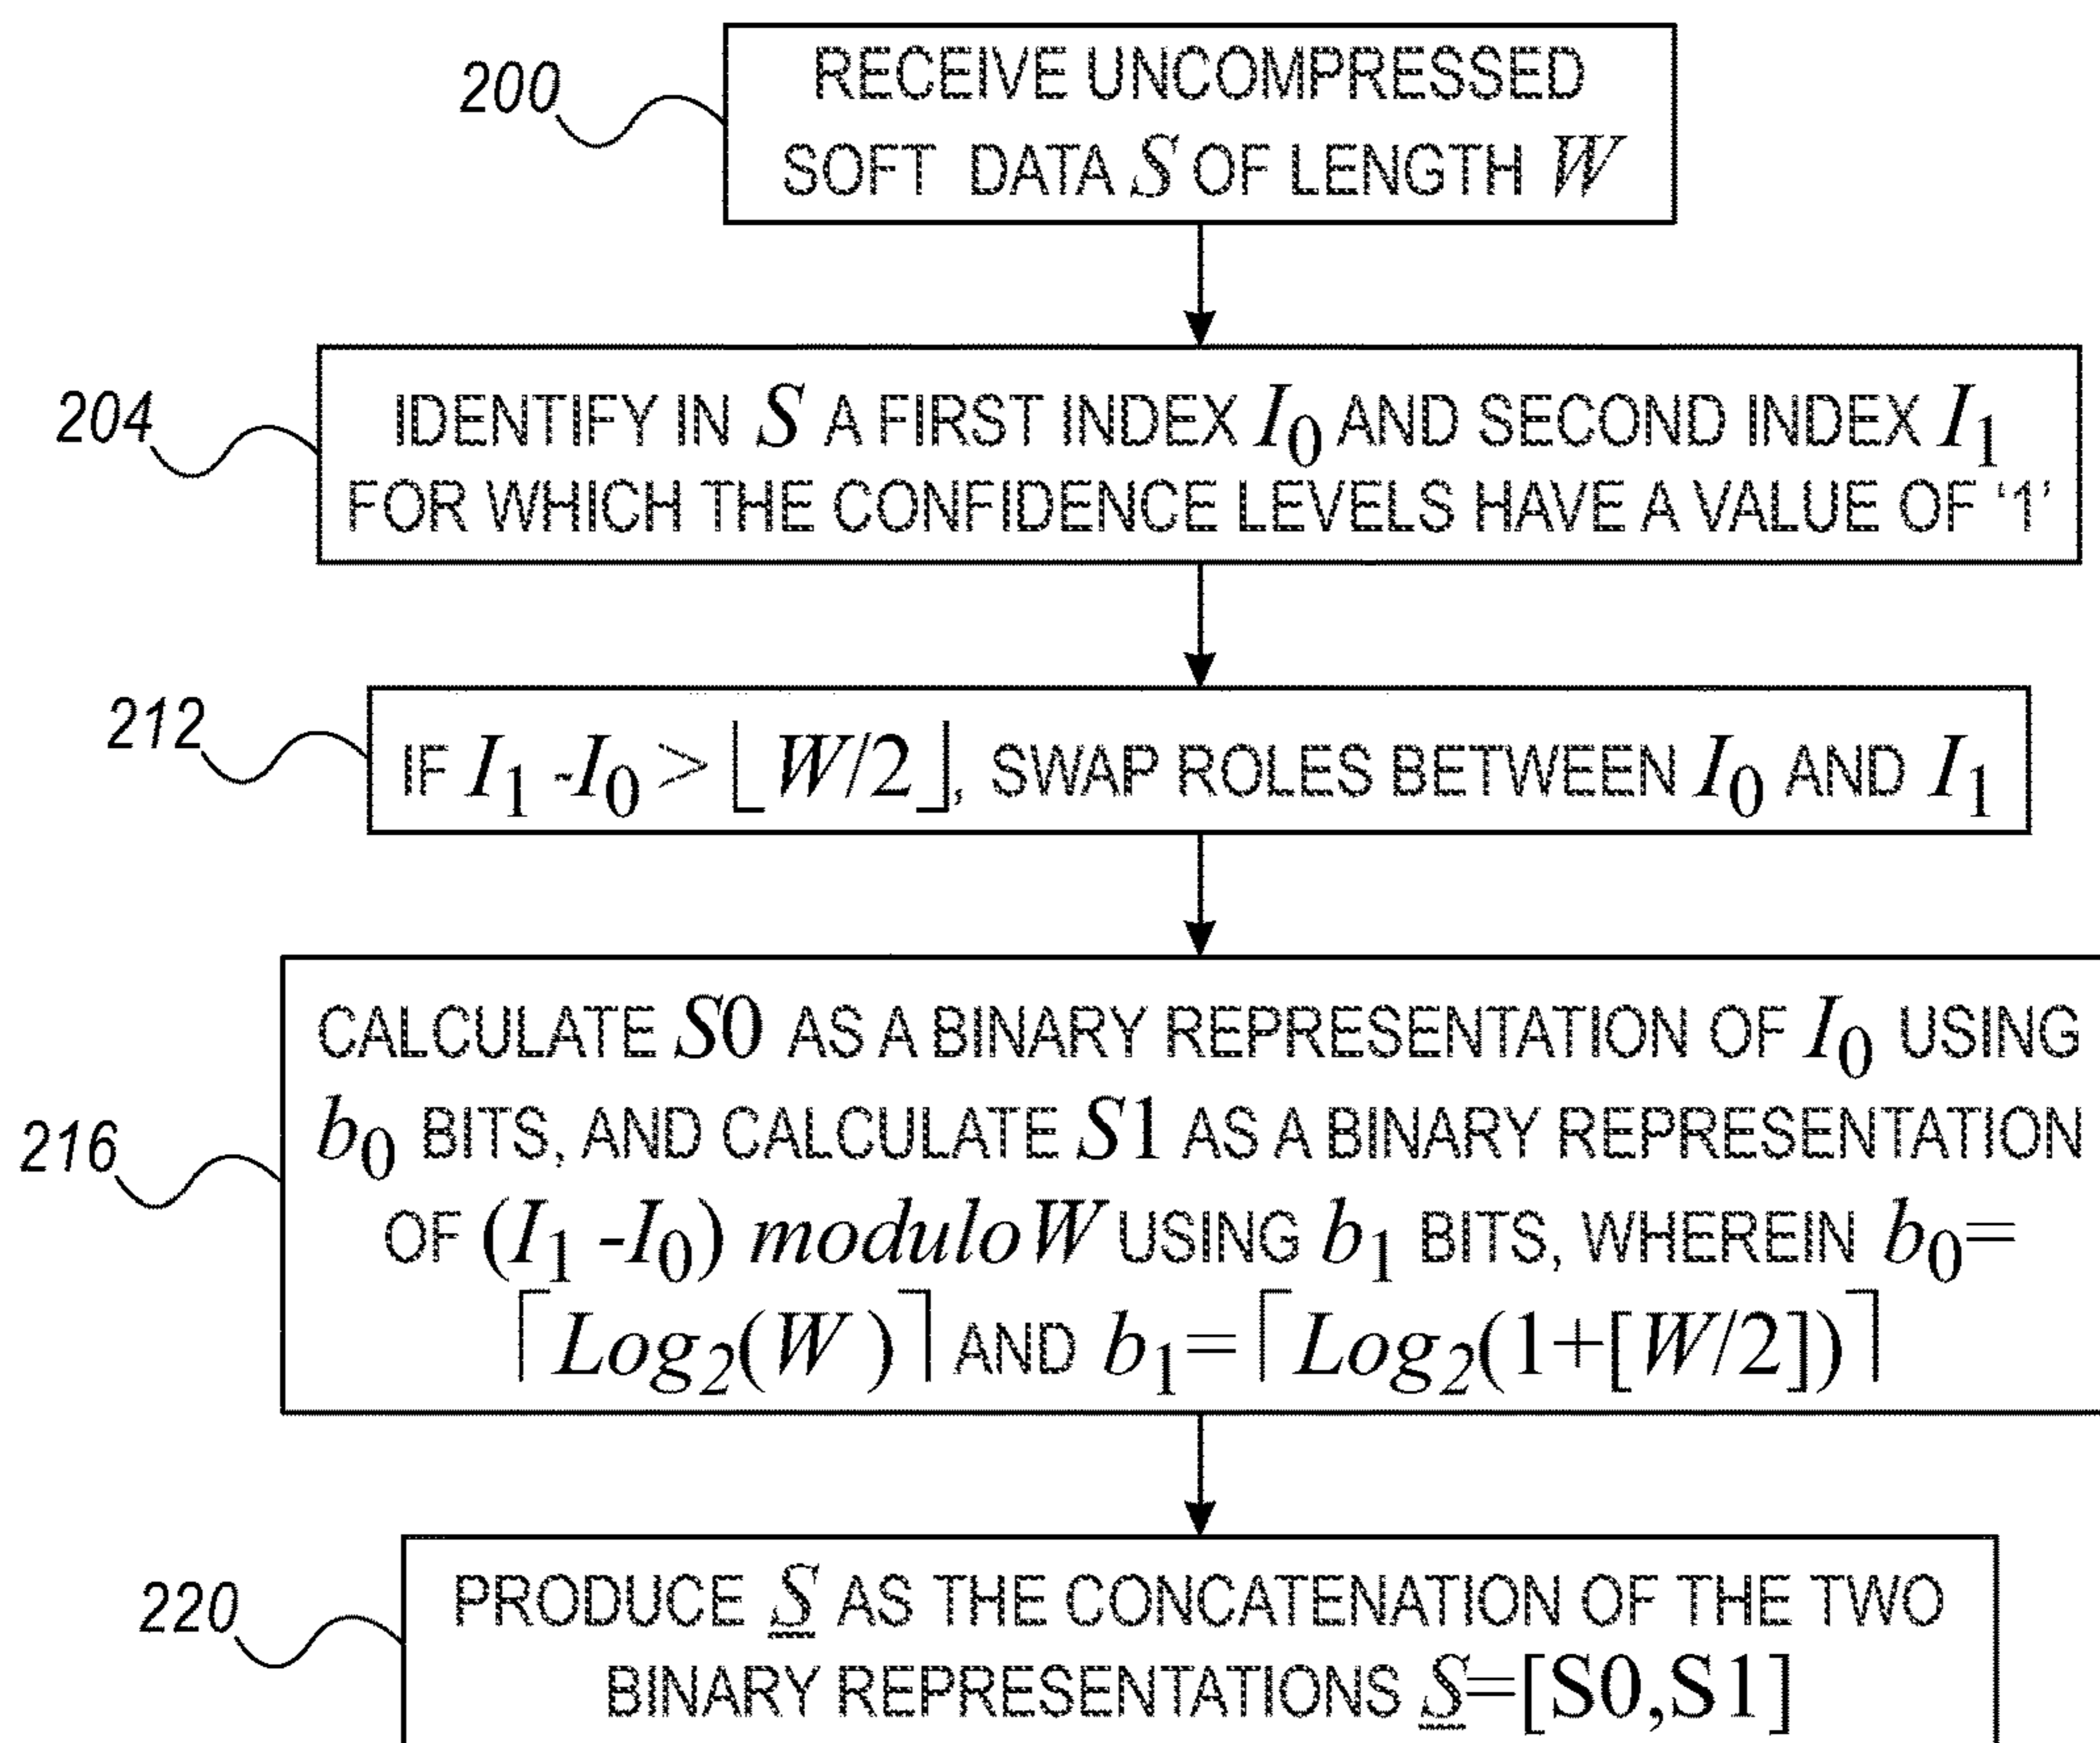 200
RECEIVE UNCOMPRESSED
SOFT DATA S OF LENGTH W
204
IDENTIFY IN S A FIRST INDEX I₀ AND SECOND INDEX I₁
FOR WHICH THE CONFIDENCE LEVELS HAVE A VALUE OF ‘1’
212
IF I₁ -I₀ > ⌊W/2⌋, SWAP ROLES BETWEEN I₀ AND I₁
216
CALCULATE S0 AS A BINARY REPRESENTATION OF I₀ USING
b₀ BITS, AND CALCULATE S1 AS A BINARY REPRESENTATION
OF (I₁ -I₀) modulo W USING b₁ BITS, WHEREIN b₀=
⌈Log₂(W)⌉ AND b₁=⌈Log₂(1+[W/2])⌉
220
PRODUCE S̲ AS THE CONCATENATION OF THE TWO
BINARY REPRESENTATIONS S̲=[S0,S1]